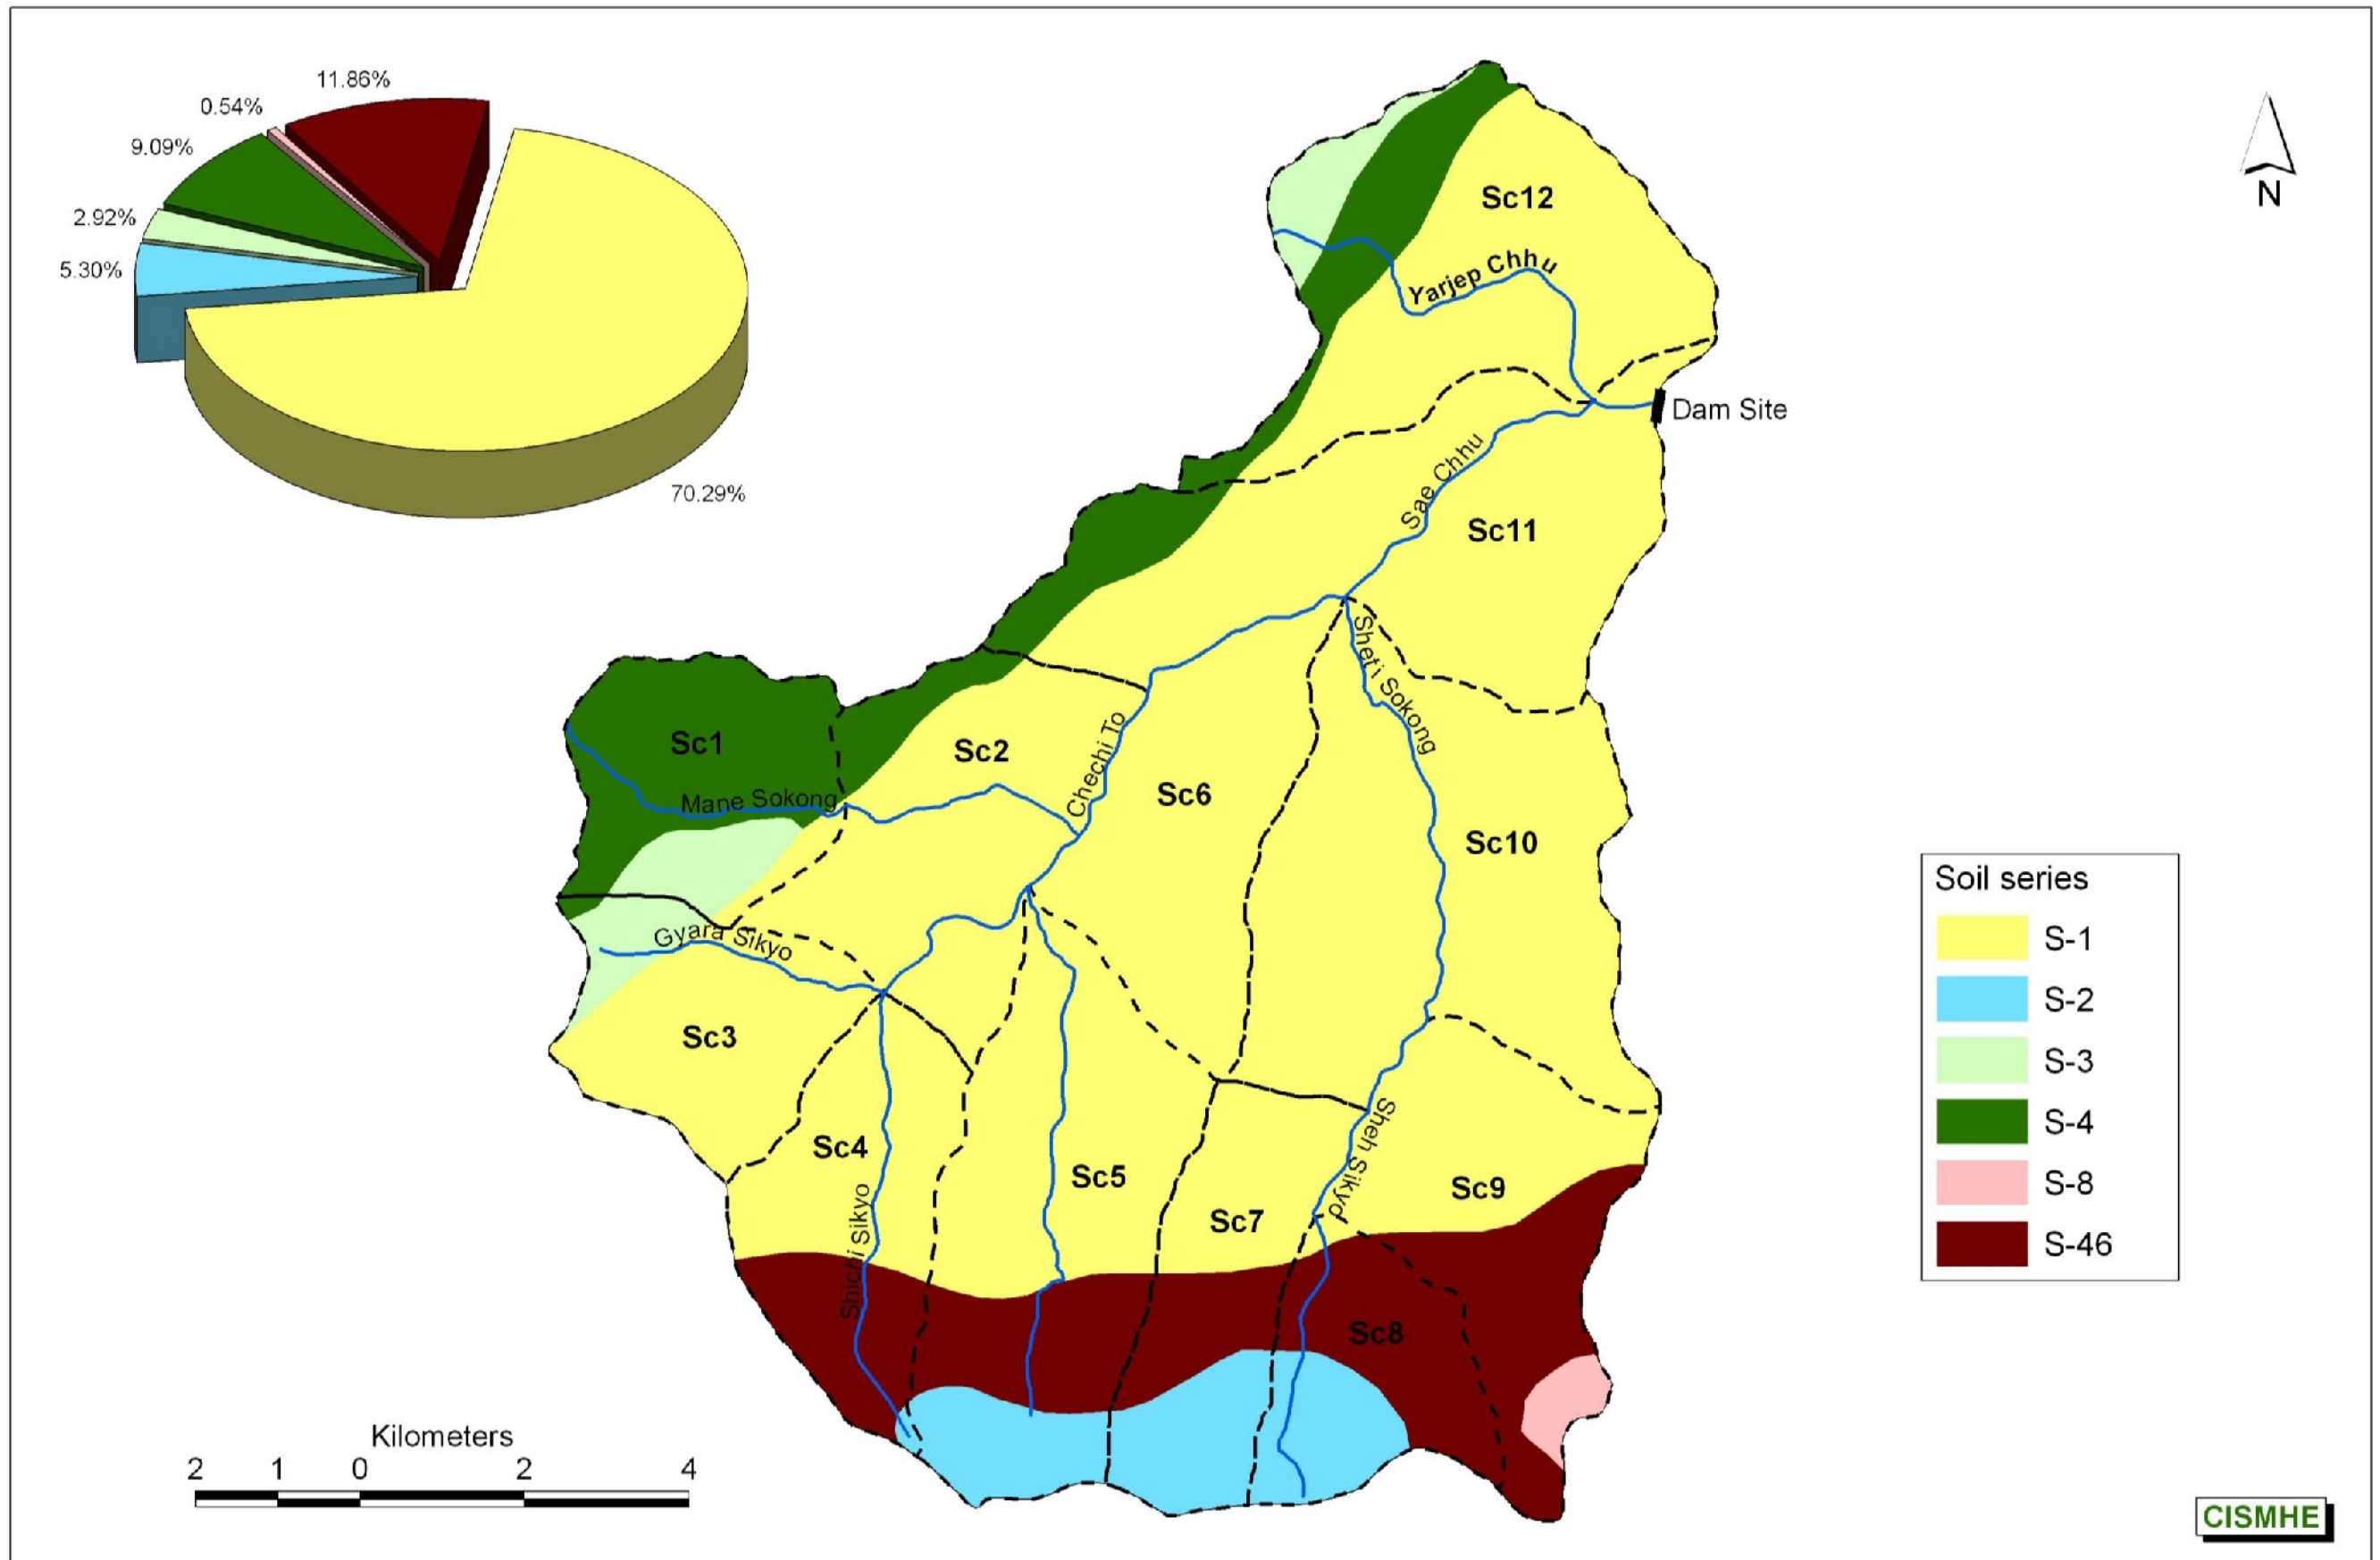 11.86%
0.54%
9.09%
2.92%
5.30%
70.29%
N
Sc12
Yarjep Chhu
Dam Site
Sae Chhu
Sc11
Sheti Sokong
Sc1
Sc2
Chechi To
Sc6
Mane Sokong
Sc10
Gyara Sikyo
Sc3
Sc4
Sc5
Sheh Sikyo
Sc7
Sc9
Shichi Sikyo
Sc8
Soil series
S-1
S-2
S-3
S-4
S-8
S-46
Kilometers
2 1 0 2 4
CISMHE